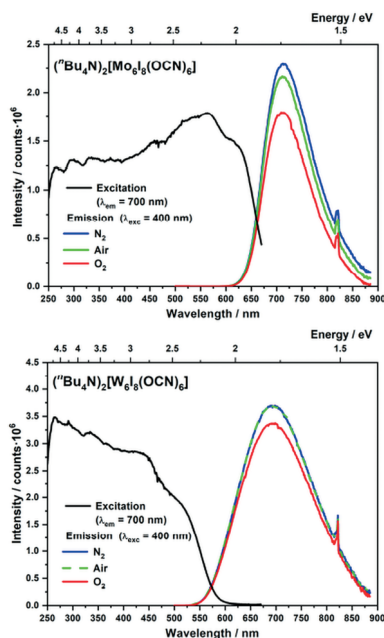 Energy / eV
4.5 4 3.5 3 2.5 2 1.5
(ⁿBu₄N)₂[Mo₆I₈(OCN)₆]
Intensity / counts·10⁶
2.5
2.0
1.5
1.0
0.5
0.0
Excitation
(λem = 700 nm)
Emission (λexc = 400 nm)
N₂
Air
O₂
250 300 350 400 450 500 550 600 650 700 750 800 850
Wavelength / nm
Energy / eV
4.5 4 3.5 3 2.5 2 1.5
(ⁿBu₄N)₂[W₆I₈(OCN)₆]
Intensity / counts·10⁶
4.5
4.0
3.5
3.0
2.5
2.0
1.5
1.0
0.5
0.0
Excitation
(λem = 700 nm)
Emission (λexc = 400 nm)
N₂
Air
O₂
250 300 350 400 450 500 550 600 650 700 750 800 850
Wavelength / nm